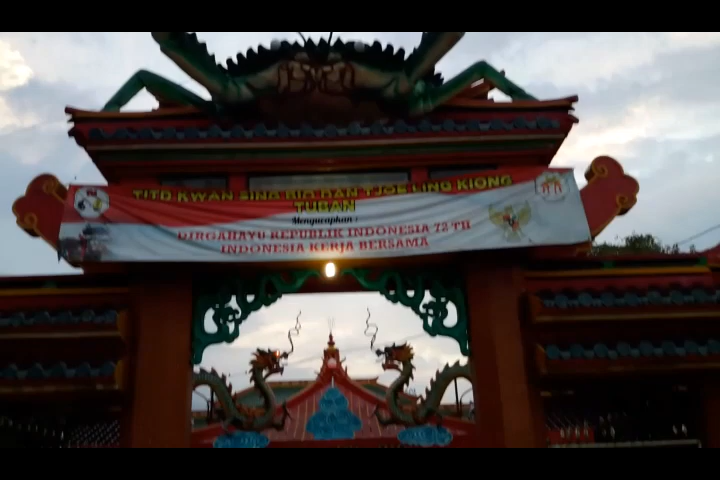 TITD KWAN SING BIO DAN TJOE LING KIONG
TUBAN
Mengucapkan :
DIRGAHAYU REPUBLIK INDONESIA 72 TH
INDONESIA KERJA BERSAMA